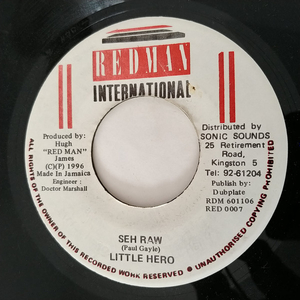 REDMAN
INTERNATIONAL
Produced by:
Hugh
"RED MAN"
James
(C)(P) 1996
Made In Jamaica
Engineer :
Doctor Marshall
Distributed by
SONIC SOUNDS
25 Retirement
Road,
Kingston 5
Tel: 92-61204
Publish by:
Dubplate
RDM 601106
RED 0007
SEH RAW
(Paul Gayle)
LITTLE HERO
ALL RIGHTS OF THE OWNER OF THIS RECORDED WORK RESERVED • UNAUTHORISED COPYING PROHIBITED